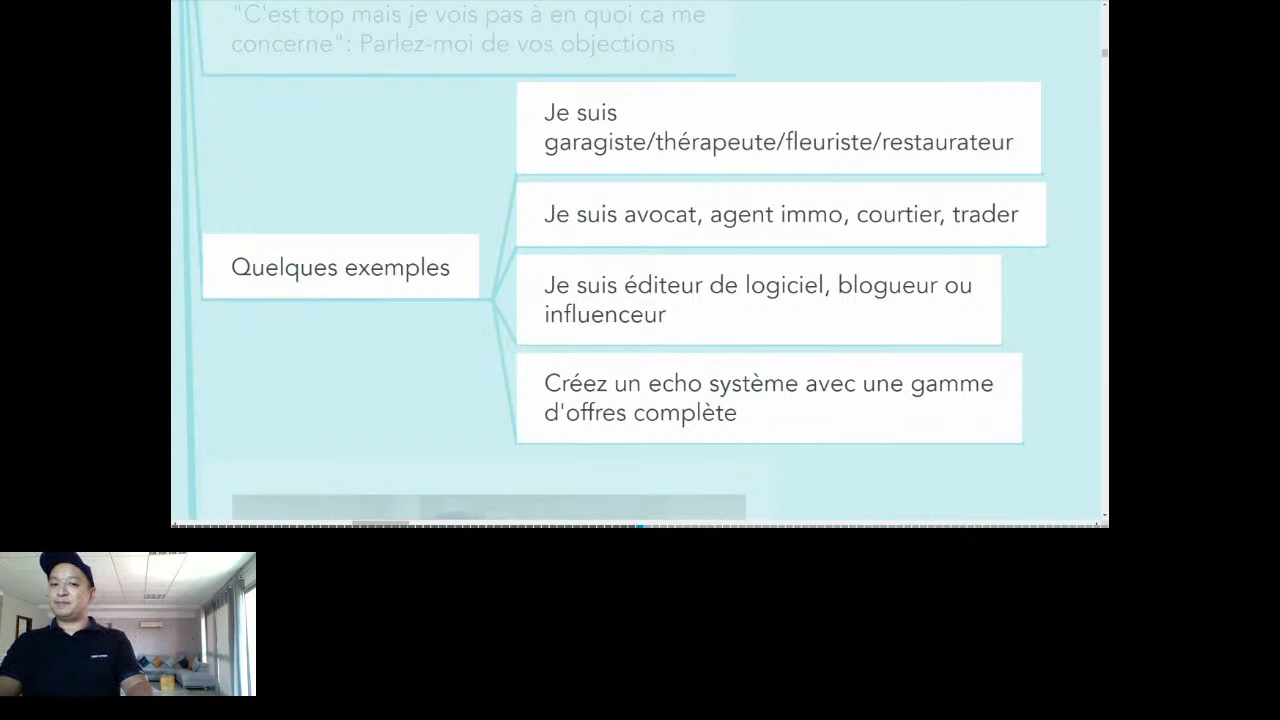 "C'est top mais je vois pas à en quoi ca me
concerne": Parlez-moi de vos objections
Je suis
garagiste/thérapeute/fleuriste/restaurateur
Je suis avocat, agent immo, courtier, trader
Quelques exemples
Je suis éditeur de logiciel, blogueur ou
influenceur
Créez un echo système avec une gamme
d'offres complète